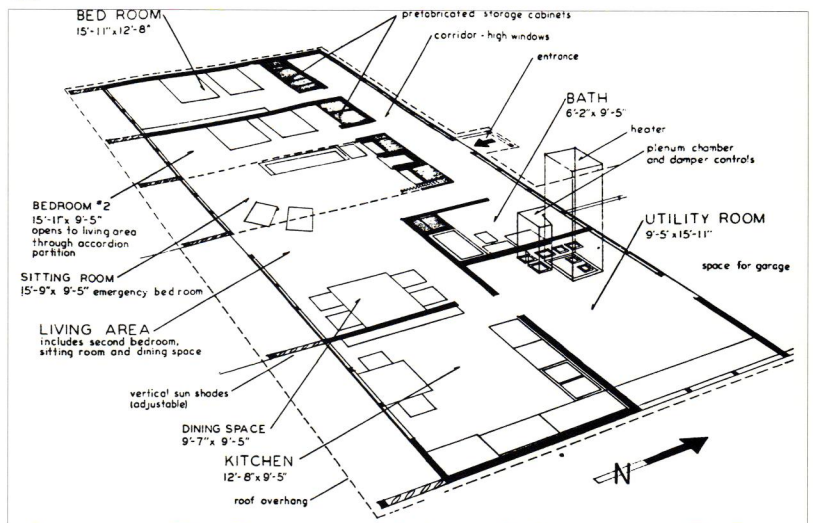 BED ROOM
15'-11" x 12'-8"
prefabricated storage cabinets
corridor - high windows
entrance
BATH
6'-2" x 9'-5"
heater
plenum chamber
and damper controls
BEDROOM #2
15'-11" x 9'-5"
opens to living area
through accordion
partition
UTILITY ROOM
9'-5" x 15'-11"
space for garage
SITTING ROOM
15'-9" x 9'-5" emergency bed room
LIVING AREA
includes second bedroom,
sitting room and dining space
vertical sun shades
(adjustable)
DINING SPACE
9'-7" x 9'-5"
KITCHEN
12'-8" x 9'-5"
roof overhang
N